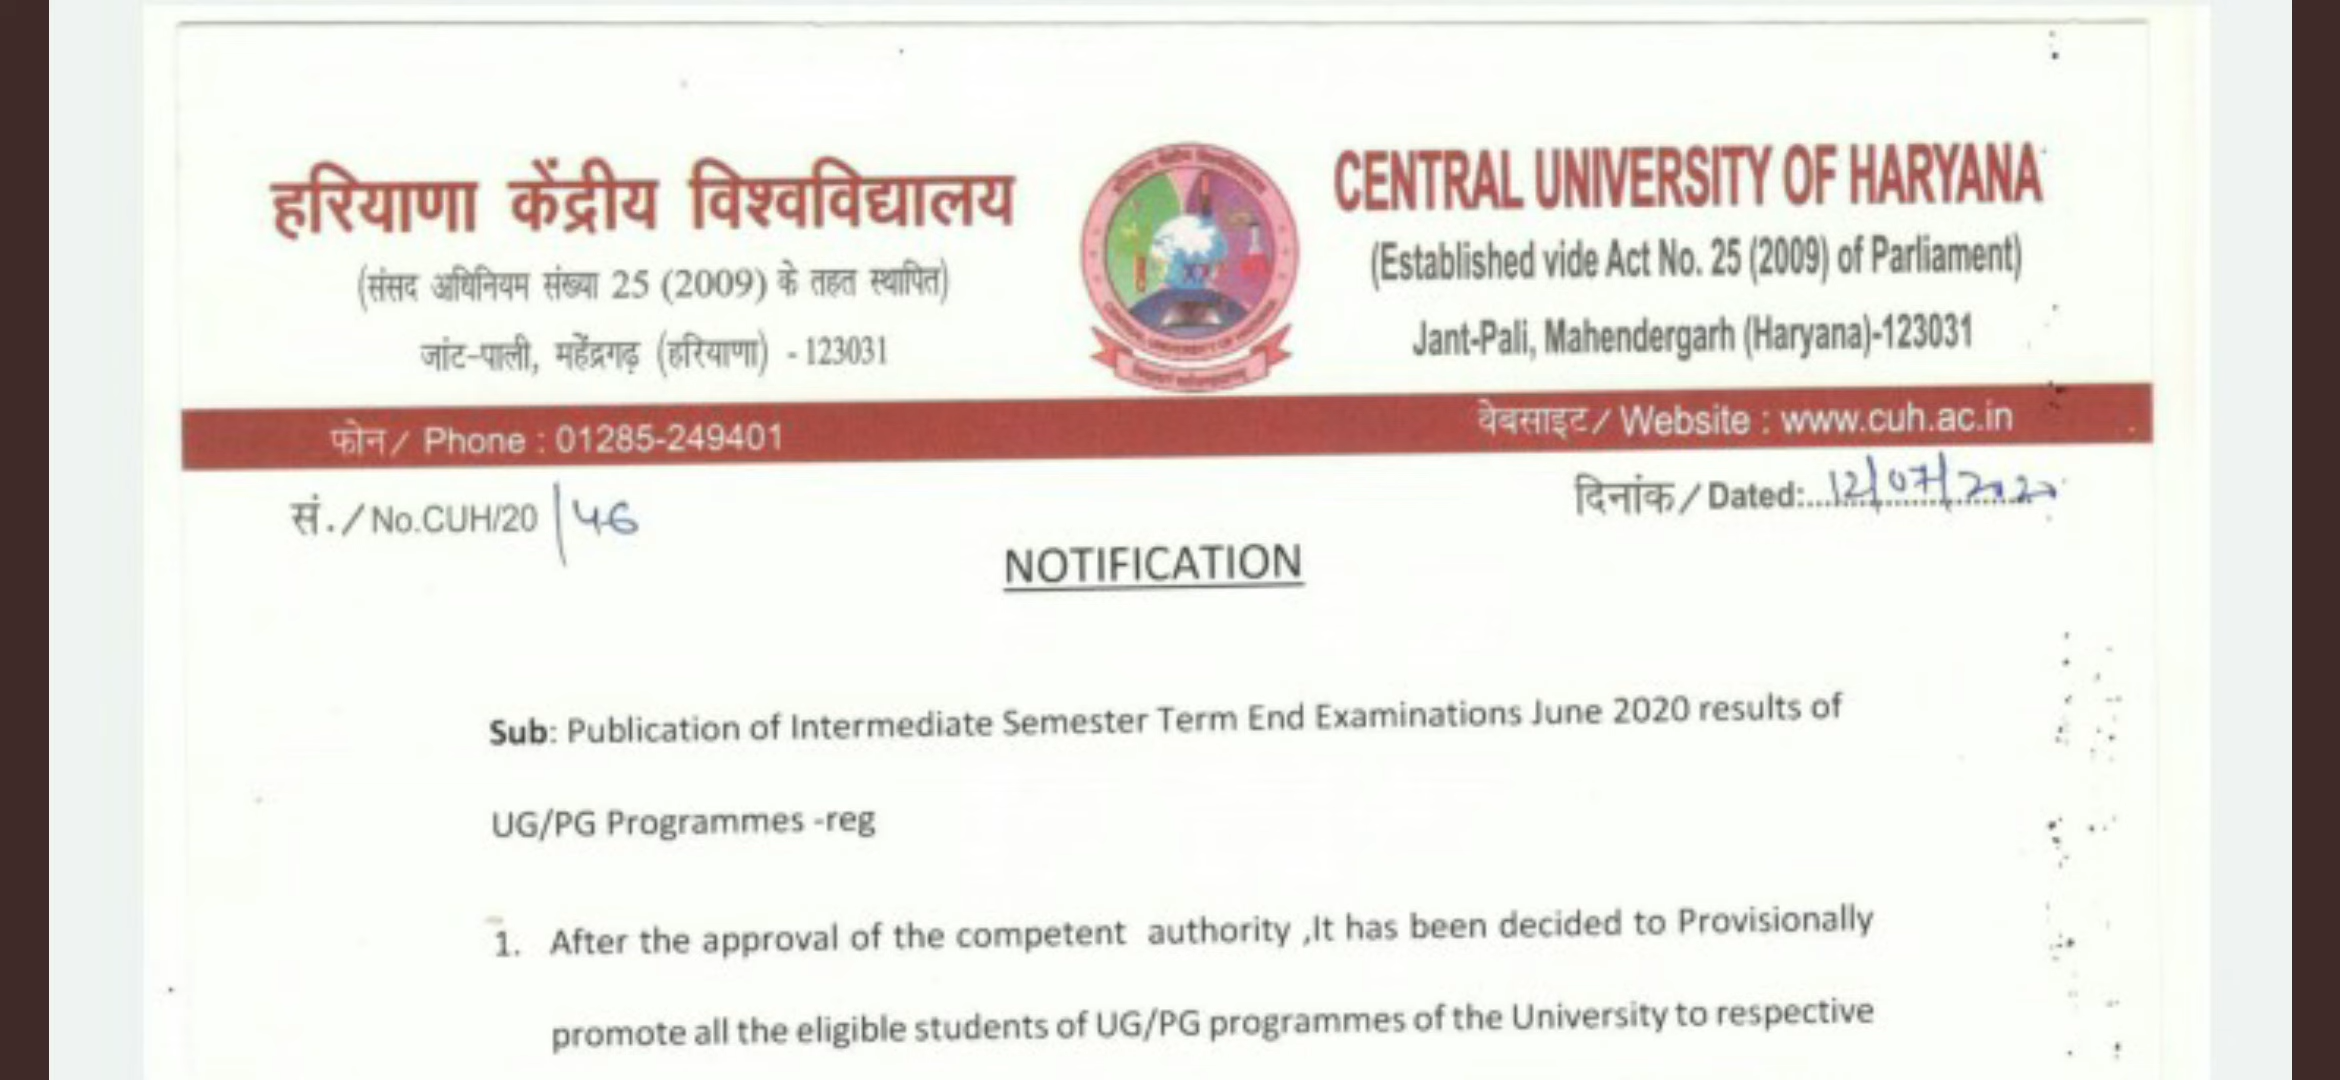 हरियाणा केंद्रीय विश्वविद्यालय
(संसद अधिनियम संख्या 25 (2009) के तहत स्थापित)
जांट-पाली, महेंद्रगढ़ (हरियाणा) - 123031
CENTRAL UNIVERSITY OF HARYANA
(Established vide Act No. 25 (2009) of Parliament)
Jant-Pali, Mahendergarh (Haryana)-123031
फोन/ Phone : 01285-249401
वेबसाइट/ Website : www.cuh.ac.in
सं./No.CUH/20/46
दिनांक/Dated:...12/07/2020
NOTIFICATION
Sub: Publication of Intermediate Semester Term End Examinations June 2020 results of
UG/PG Programmes -reg
1. After the approval of the competent authority ,It has been decided to Provisionally
promote all the eligible students of UG/PG programmes of the University to respective